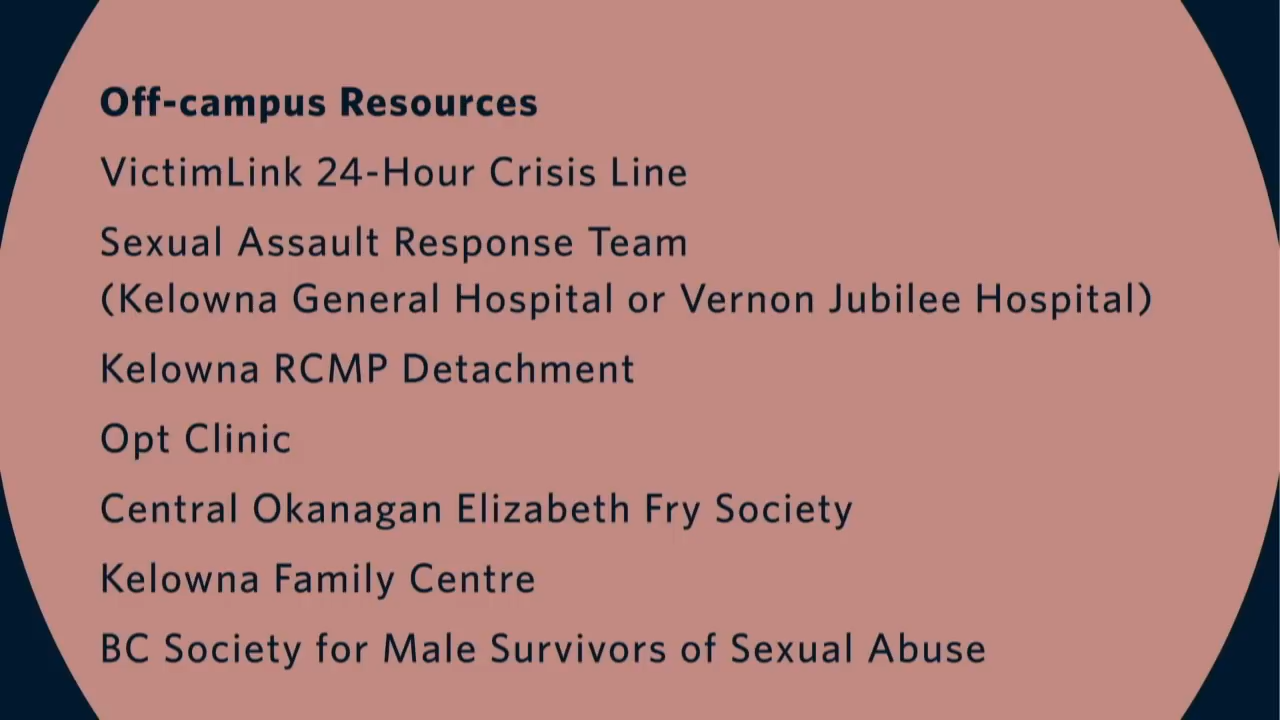 Off-campus Resources
VictimLink 24-Hour Crisis Line
Sexual Assault Response Team
(Kelowna General Hospital or Vernon Jubilee Hospital)
Kelowna RCMP Detachment
Opt Clinic
Central Okanagan Elizabeth Fry Society
Kelowna Family Centre
BC Society for Male Survivors of Sexual Abuse